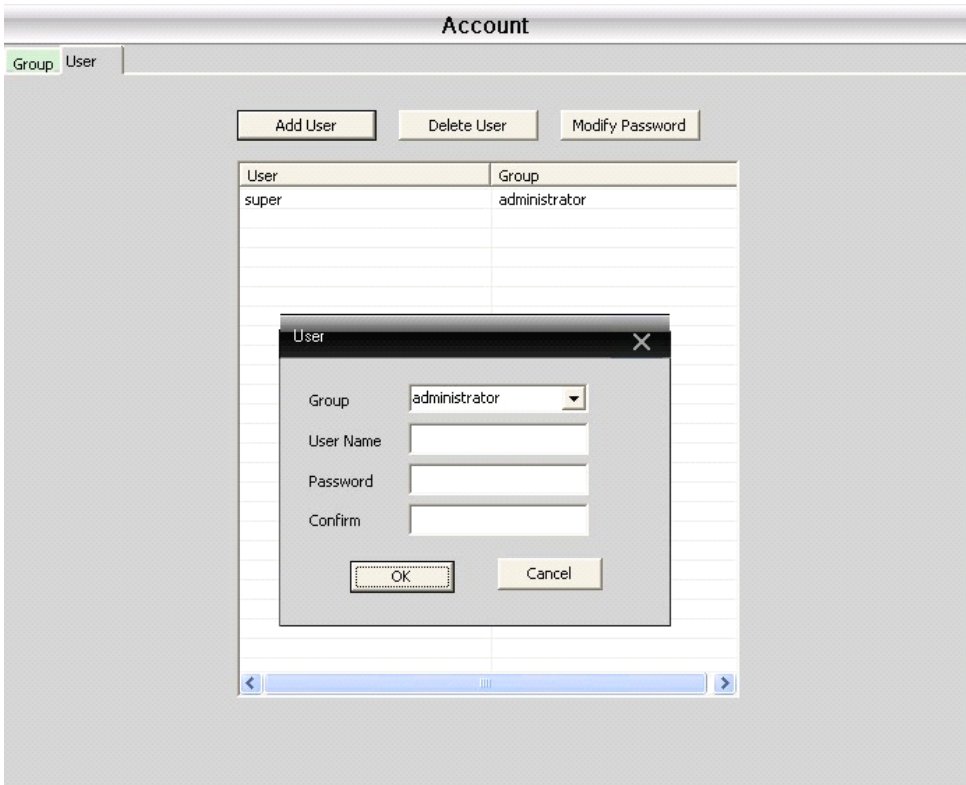 Account
Group User
Add User Delete User Modify Password
User Group
super administrator
User
Group administrator
User Name
Password
Confirm
OK Cancel